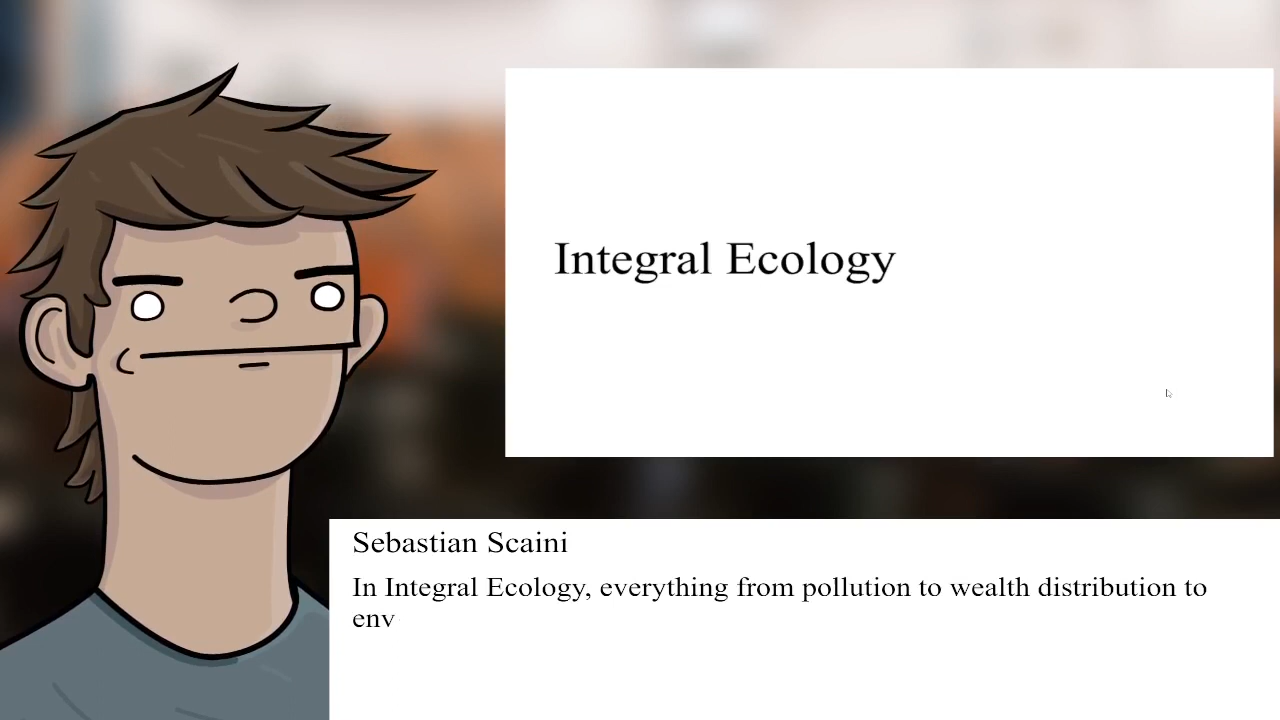 Integral Ecology
Sebastian Scaini
In Integral Ecology, everything from pollution to wealth distribution to
env